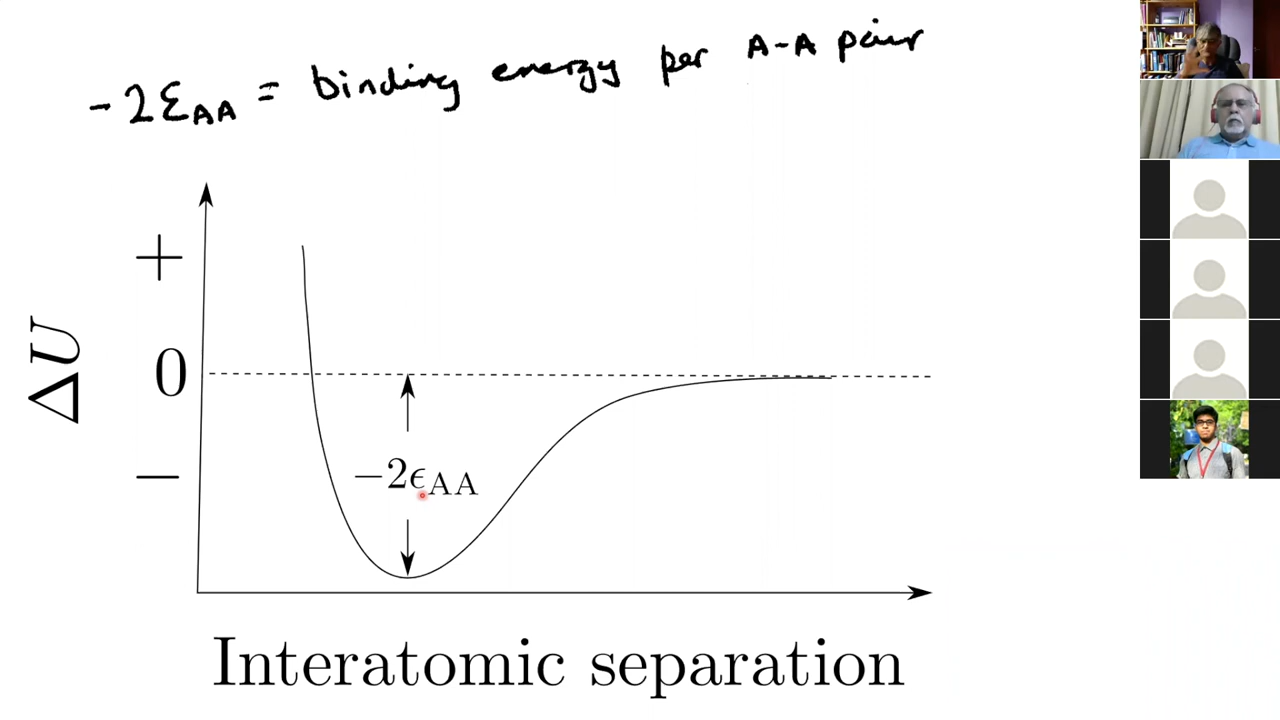 -2ε_AA = binding energy per A-A pair
+
0
−
ΔU
−2ϵ_AA
Interatomic separation